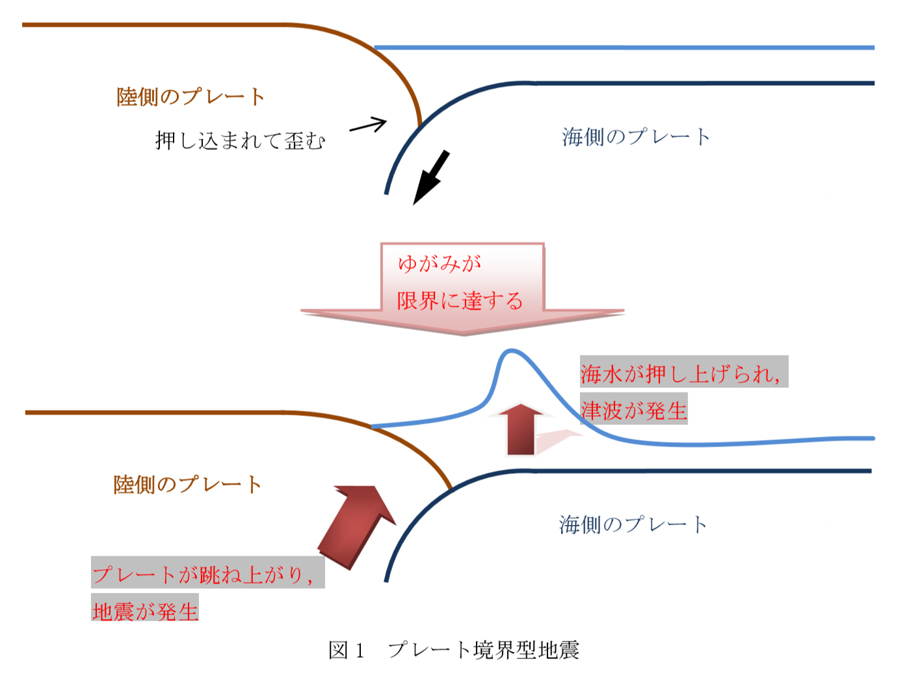 陸側のプレート
押し込まれて歪む
海側のプレート
ゆがみが
限界に達する
海水が押し上げられ，
津波が発生
陸側のプレート
海側のプレート
プレートが跳ね上がり，
地震が発生
図１　プレート境界型地震